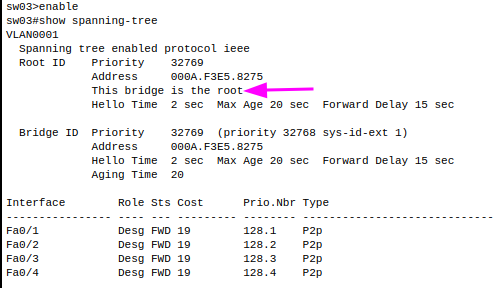 sw03>enable
sw03#show spanning-tree
VLAN0001
  Spanning tree enabled protocol ieee
  Root ID    Priority    32769
             Address     000A.F3E5.8275
             This bridge is the root
             Hello Time  2 sec  Max Age 20 sec  Forward Delay 15 sec

  Bridge ID  Priority    32769  (priority 32768 sys-id-ext 1)
             Address     000A.F3E5.8275
             Hello Time  2 sec  Max Age 20 sec  Forward Delay 15 sec
             Aging Time  20

Interface        Role Sts Cost      Prio.Nbr Type
---------------- ---- --- --------- -------- --------------------------------
Fa0/1            Desg FWD 19        128.1    P2p
Fa0/2            Desg FWD 19        128.2    P2p
Fa0/3            Desg FWD 19        128.3    P2p
Fa0/4            Desg FWD 19        128.4    P2p